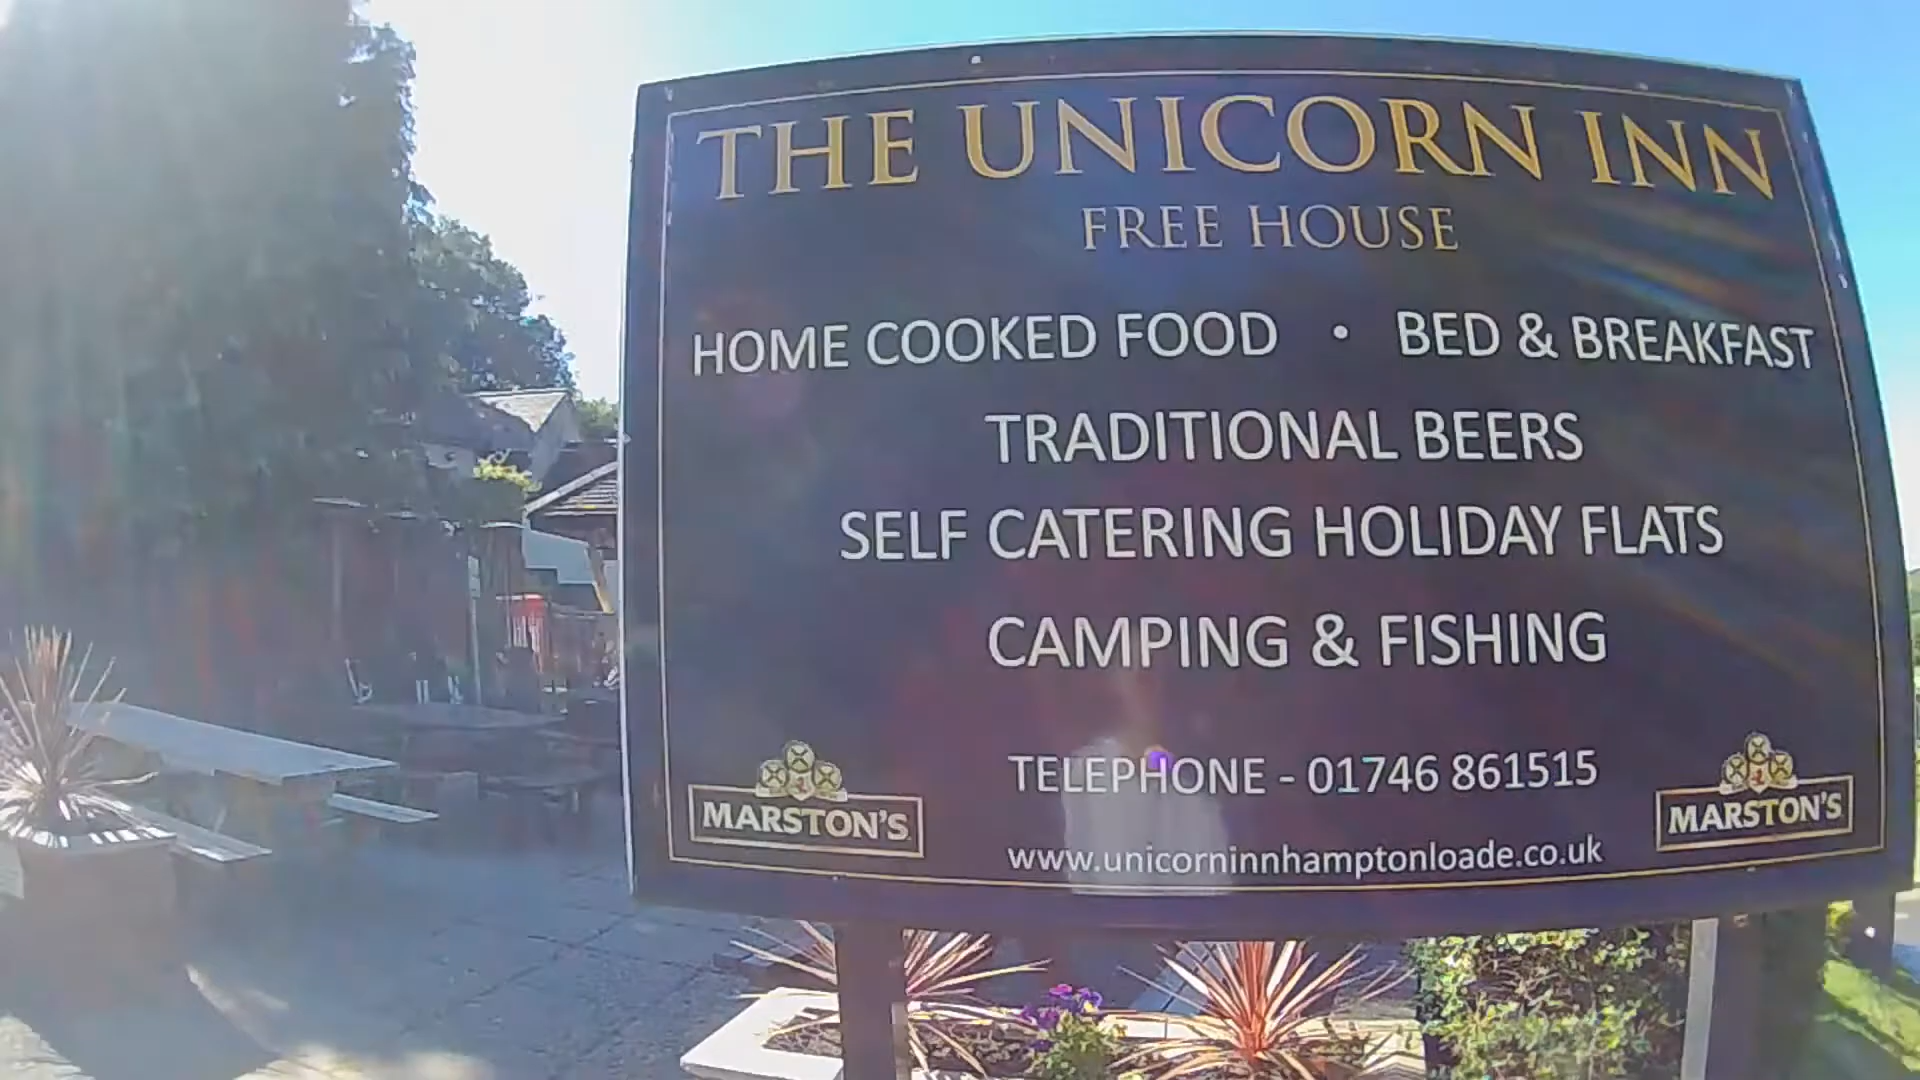 THE UNICORN INN
FREE HOUSE
HOME COOKED FOOD • BED & BREAKFAST
TRADITIONAL BEERS
SELF CATERING HOLIDAY FLATS
CAMPING & FISHING
TELEPHONE - 01746 861515
www.unicorninnhamptonloade.co.uk
MARSTON'S
MARSTON'S